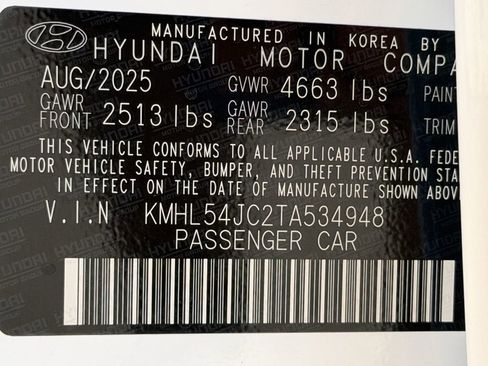 MANUFACTURED IN KOREA BY
HYUNDAI MOTOR COMPA
AUG/2025 GVWR 4663 lbs PAINT
GAWR FRONT 2513 lbs GAWR REAR 2315 lbs TRIM
THIS VEHICLE CONFORMS TO ALL APPLICABLE U.S.A. FEDE
MOTOR VEHICLE SAFETY, BUMPER, AND THEFT PREVENTION STA
IN EFFECT ON THE DATE OF MANUFACTURE SHOWN ABOVE
V.I.N KMHL54JC2TA534948
PASSENGER CAR